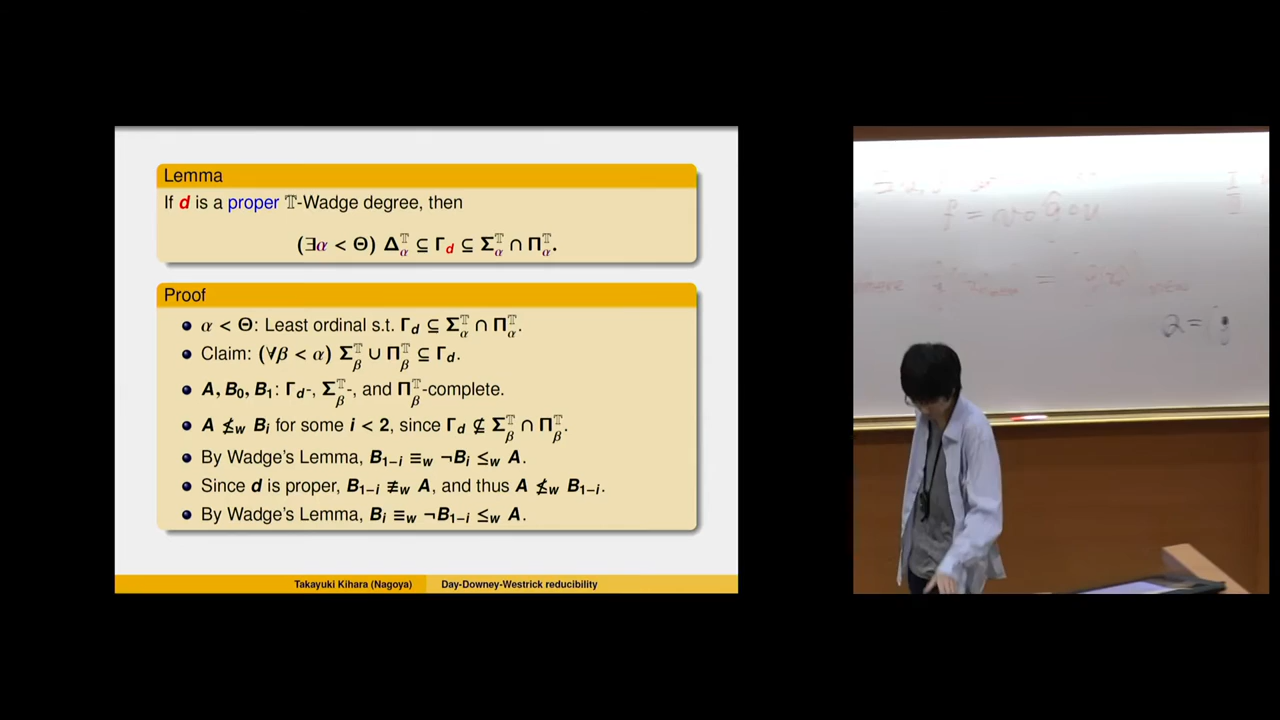 Lemma
If d is a proper 𝕋-Wadge degree, then
(∃α < Θ) Δ^𝕋_α ⊆ Γ_d ⊆ Σ^𝕋_α ∩ Π^𝕋_α.
Proof
α < Θ: Least ordinal s.t. Γ_d ⊆ Σ^𝕋_α ∩ Π^𝕋_α.
Claim: (∀β < α) Σ^𝕋_β ∪ Π^𝕋_β ⊆ Γ_d.
A, B_0, B_1: Γ_d-, Σ^𝕋_β-, and Π^𝕋_β-complete.
A ≰_w B_i for some i < 2, since Γ_d ⊈ Σ^𝕋_β ∩ Π^𝕋_β.
By Wadge's Lemma, B_{1−i} ≡_w ¬B_i ≤_w A.
Since d is proper, B_{1−i} ≢_w A, and thus A ≰_w B_{1−i}.
By Wadge's Lemma, B_i ≡_w ¬B_{1−i} ≤_w A.
Takayuki Kihara (Nagoya) Day-Downey-Westrick reducibility